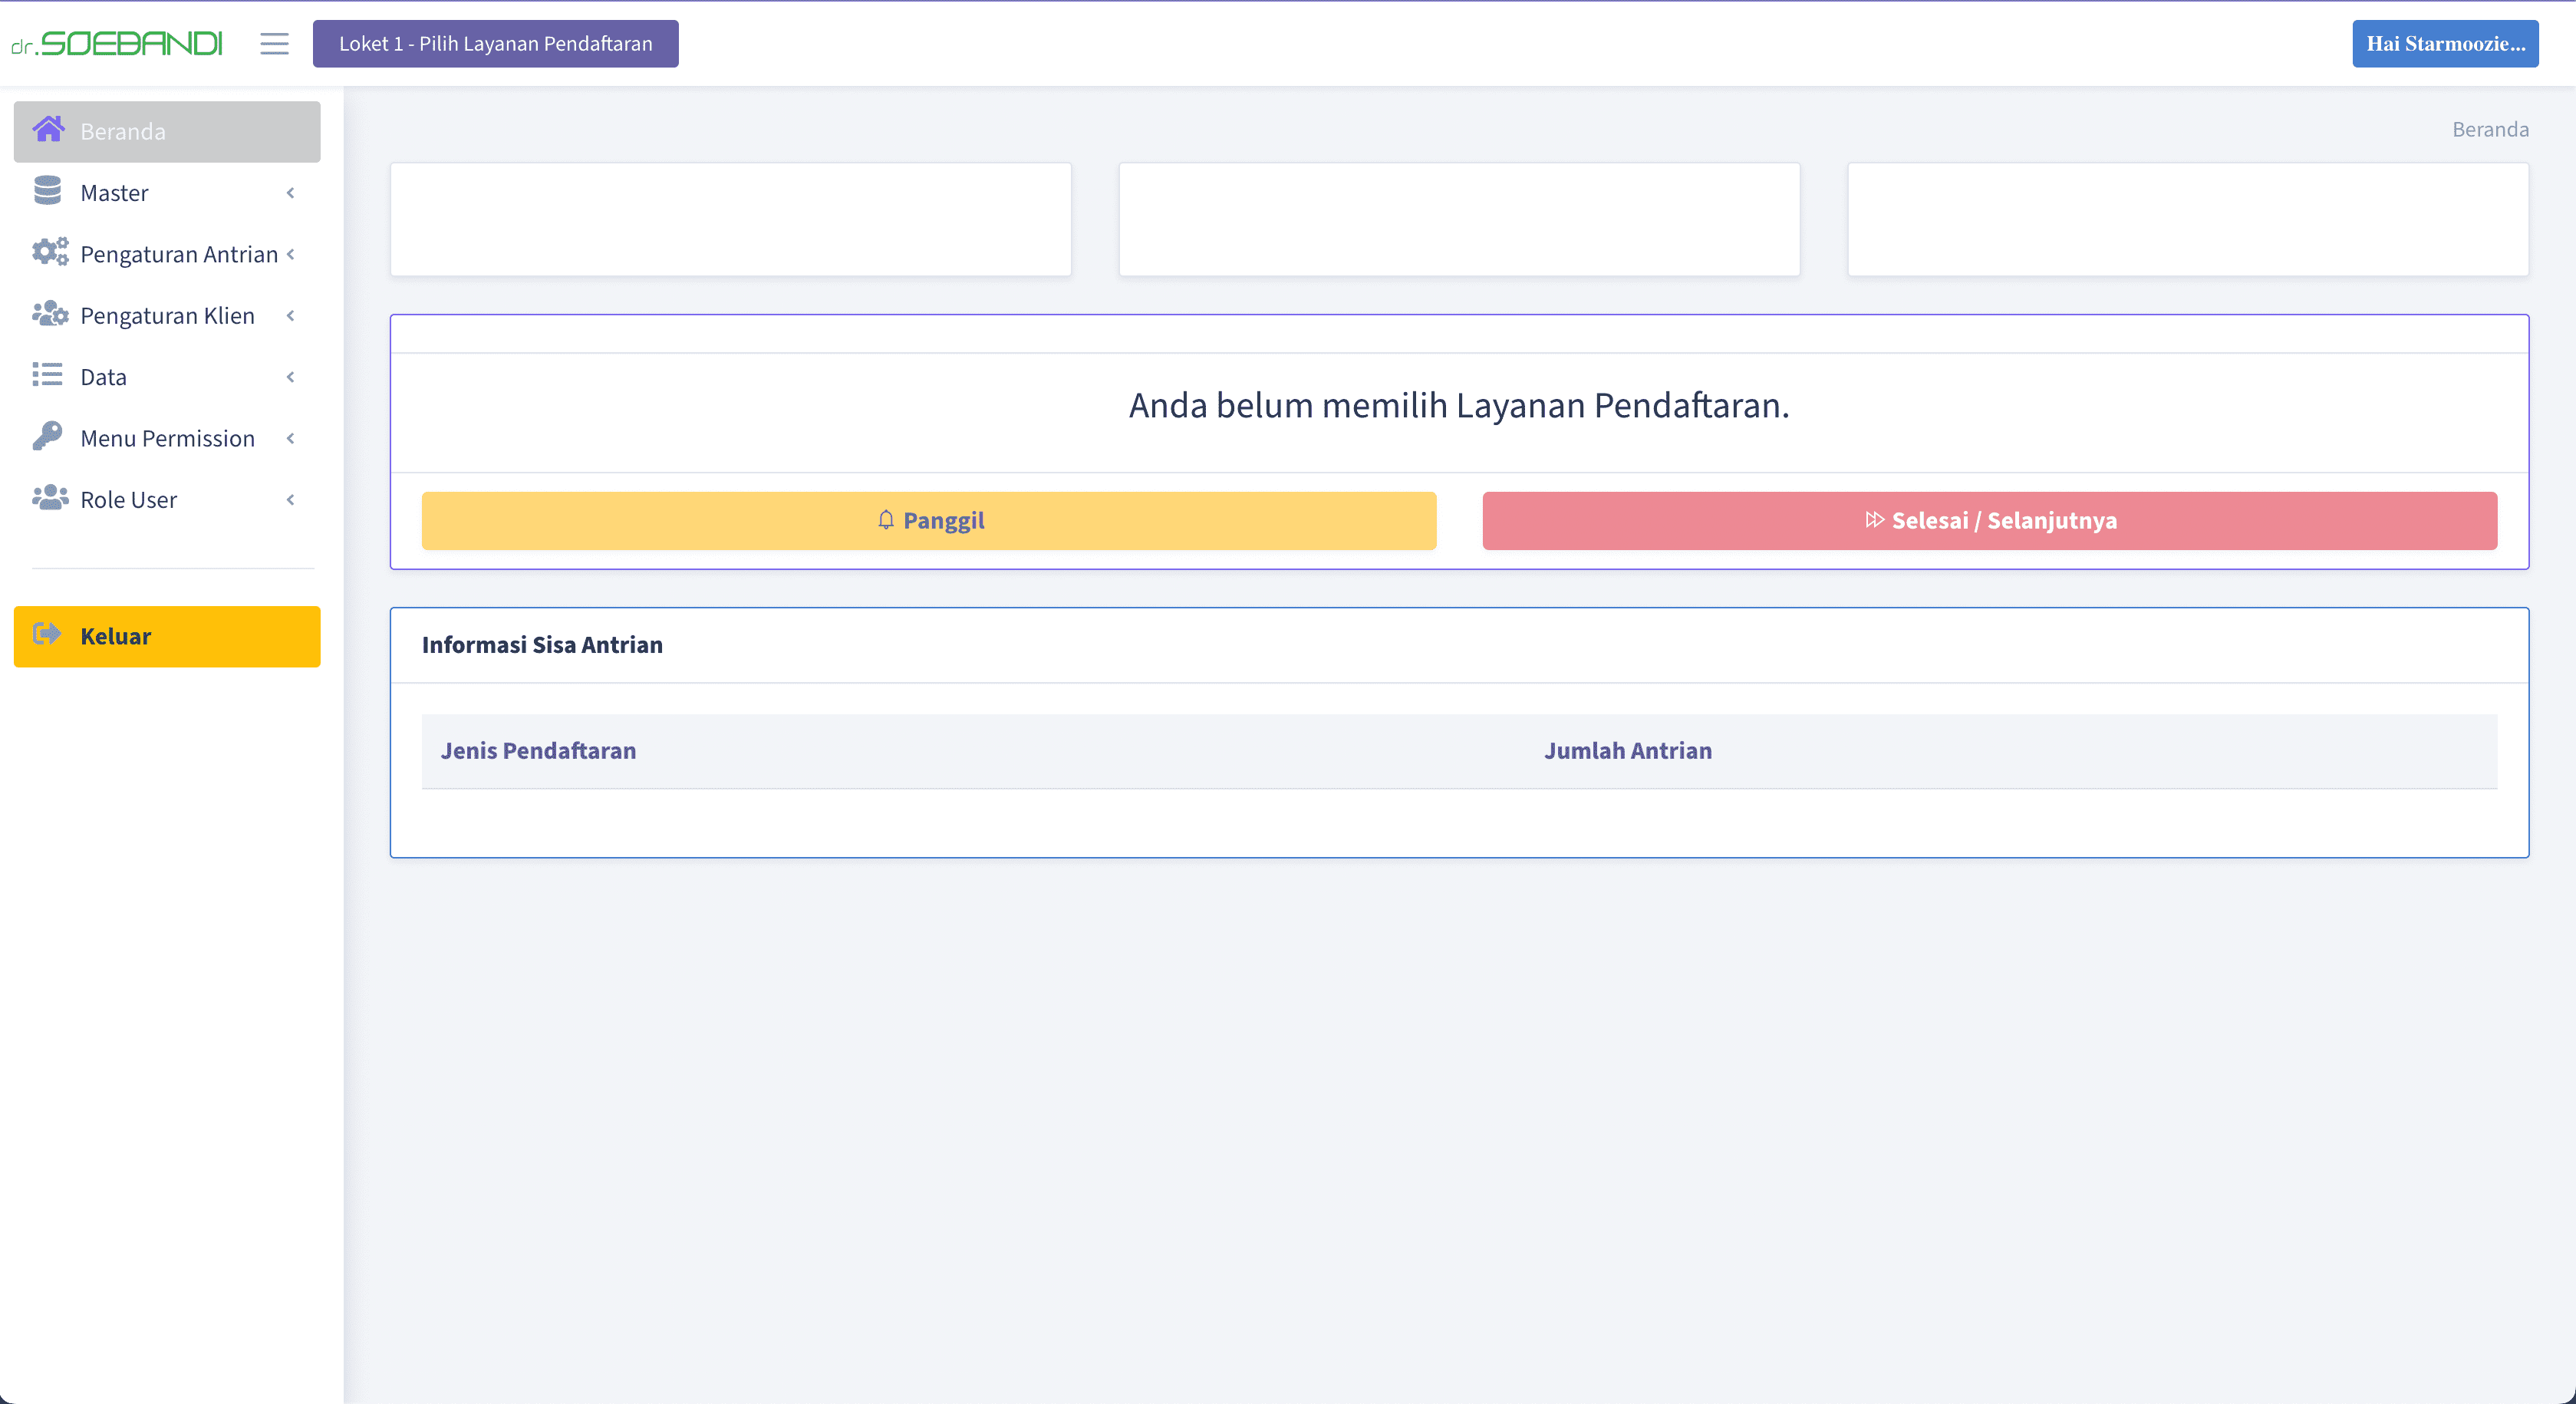 dr.SOEBANDI
Loket 1 - Pilih Layanan Pendaftaran
Hai Starmoozie...
Beranda
Master
Pengaturan Antrian
Pengaturan Klien
Data
Menu Permission
Role User
Keluar
Beranda
Anda belum memilih Layanan Pendaftaran.
Panggil
Selesai / Selanjutnya
Informasi Sisa Antrian
Jenis Pendaftaran
Jumlah Antrian